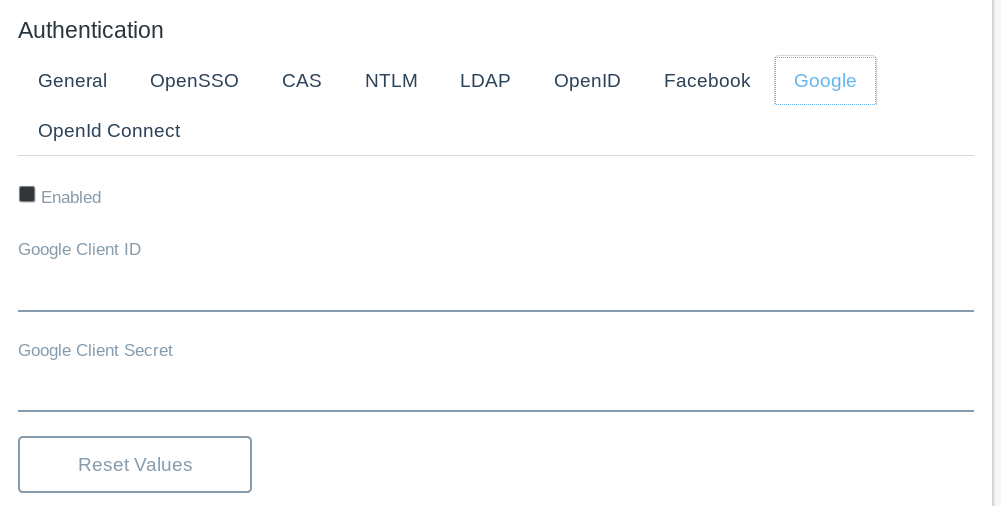 Authentication
General OpenSSO CAS NTLM LDAP OpenID Facebook Google
OpenId Connect
Enabled
Google Client ID
Google Client Secret
Reset Values